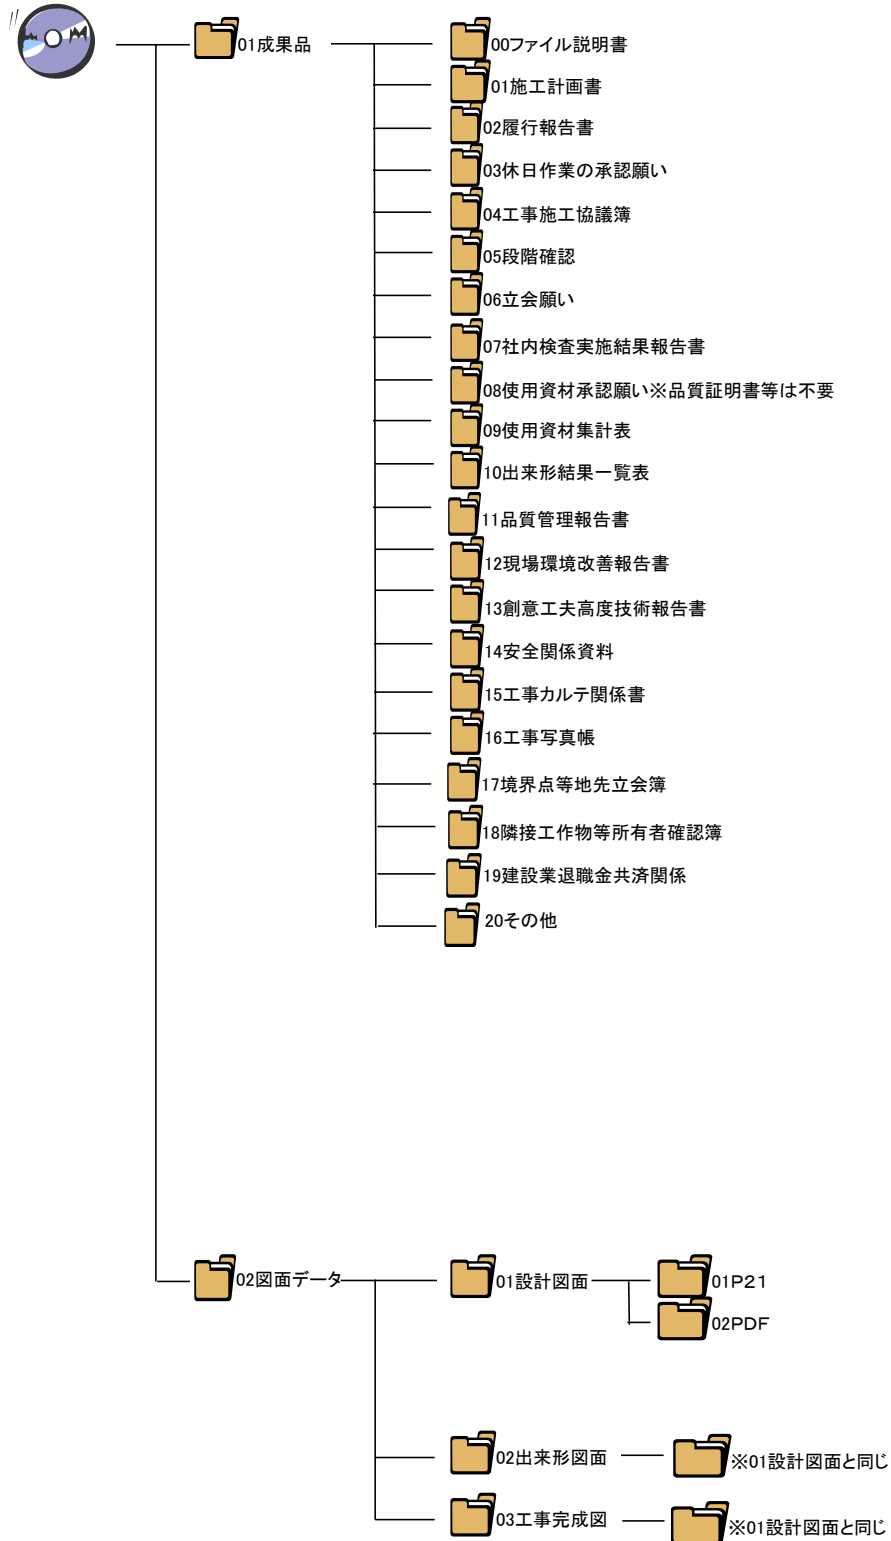 01成果品
00ファイル説明書
01施工計画書
02履行報告書
03休日作業の承認願い
04工事施工協議簿
05段階確認
06立会願い
07社内検査実施結果報告書
08使用資材承認願い※品質証明書等は不要
09使用資材集計表
10出来形結果一覧表
11品質管理報告書
12現場環境改善報告書
13創意工夫高度技術報告書
14安全関係資料
15工事カルテ関係書
16工事写真帳
17境界点等地先立会簿
18隣接工作物等所有者確認簿
19建設業退職金共済関係
20その他
02図面データ
01設計図面
01P21
02PDF
02出来形図面
※01設計図面と同じ
03工事完成図
※01設計図面と同じ